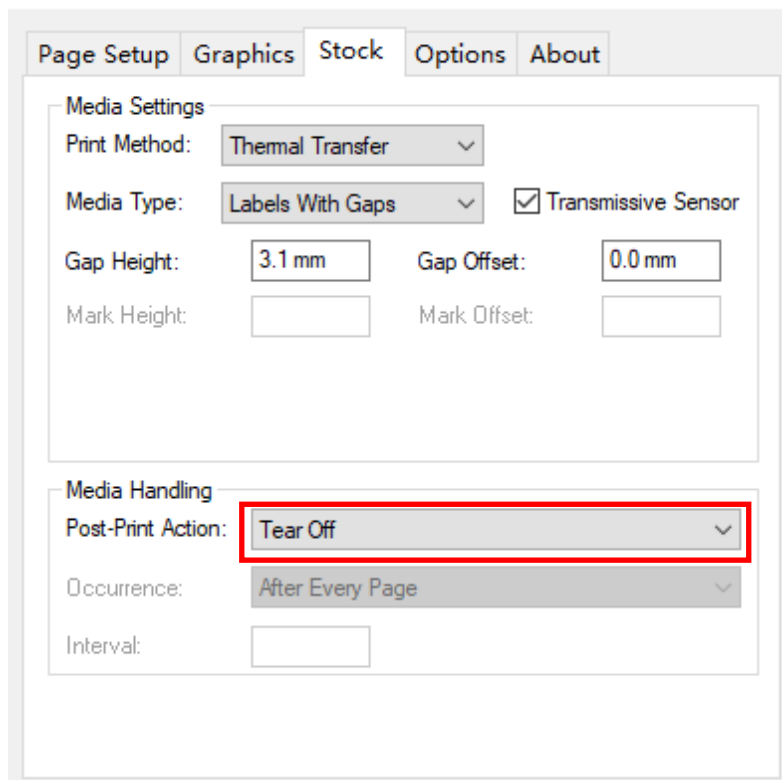 Page Setup Graphics Stock Options About
Media Settings
Print Method: Thermal Transfer
Media Type: Labels With Gaps Transmissive Sensor
Gap Height: 3.1 mm Gap Offset: 0.0 mm
Mark Height: Mark Offset:
Media Handling
Post-Print Action: Tear Off
Occurrence: After Every Page
Interval: